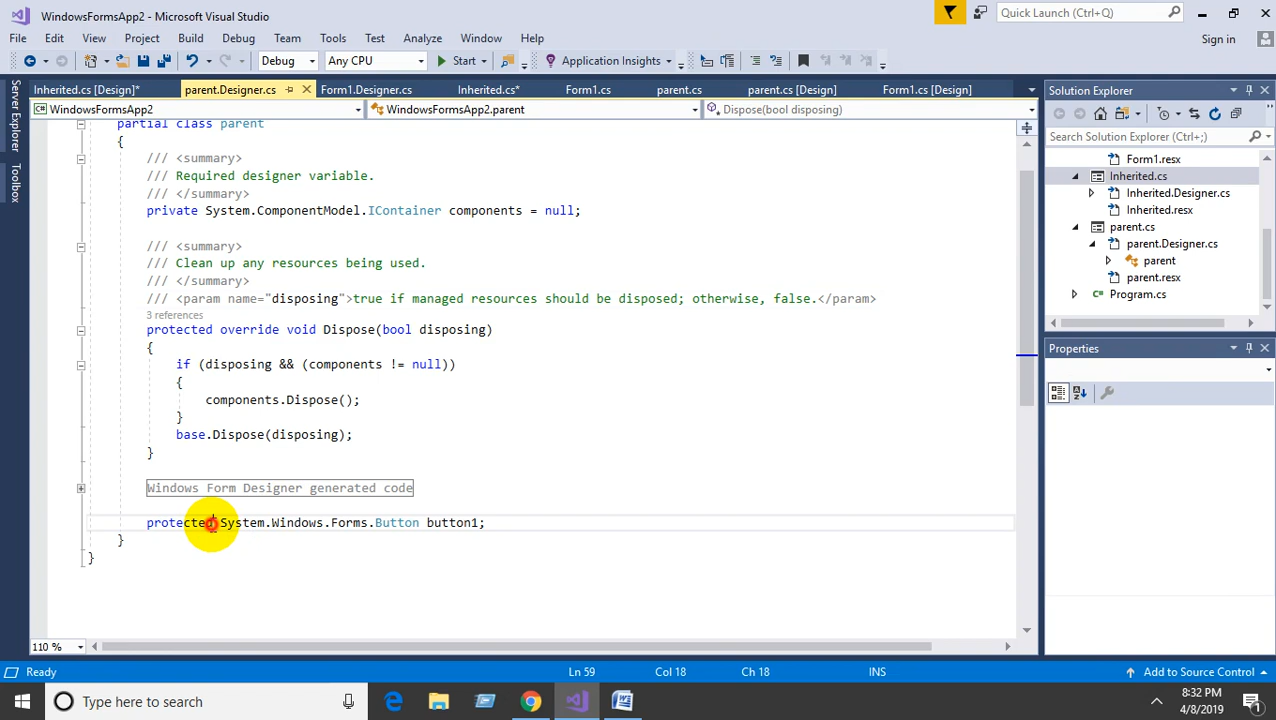 WindowsFormsApp2 - Microsoft Visual Studio
Quick Launch (Ctrl+Q)
File Edit View Project Build Debug Team Tools Test Analyze Window Help
Sign in
Debug Any CPU Start Application Insights
Inherited.cs [Design]* parent.Designer.cs Form1.Designer.cs Inherited.cs* Form1.cs parent.cs parent.cs [Design] Form1.cs [Design]
WindowsFormsApp2 WindowsFormsApp2.parent Dispose(bool disposing)
Server Explorer
Toolbox
partial class parent
{
/// <summary>
/// Required designer variable.
/// </summary>
private System.ComponentModel.IContainer components = null;
/// <summary>
/// Clean up any resources being used.
/// </summary>
/// <param name="disposing">true if managed resources should be disposed; otherwise, false.</param>
3 references
protected override void Dispose(bool disposing)
{
if (disposing && (components != null))
{
components.Dispose();
}
base.Dispose(disposing);
}
Windows Form Designer generated code
protected System.Windows.Forms.Button button1;
}
}
110 %
Solution Explorer
Search Solution Explorer (Ctrl+;)
Form1.resx
Inherited.cs
Inherited.Designer.cs
Inherited.resx
parent.cs
parent.Designer.cs
parent
parent.resx
Program.cs
Properties
Ready Ln 59 Col 18 Ch 18 INS Add to Source Control
Type here to search
8:32 PM
4/8/2019
1